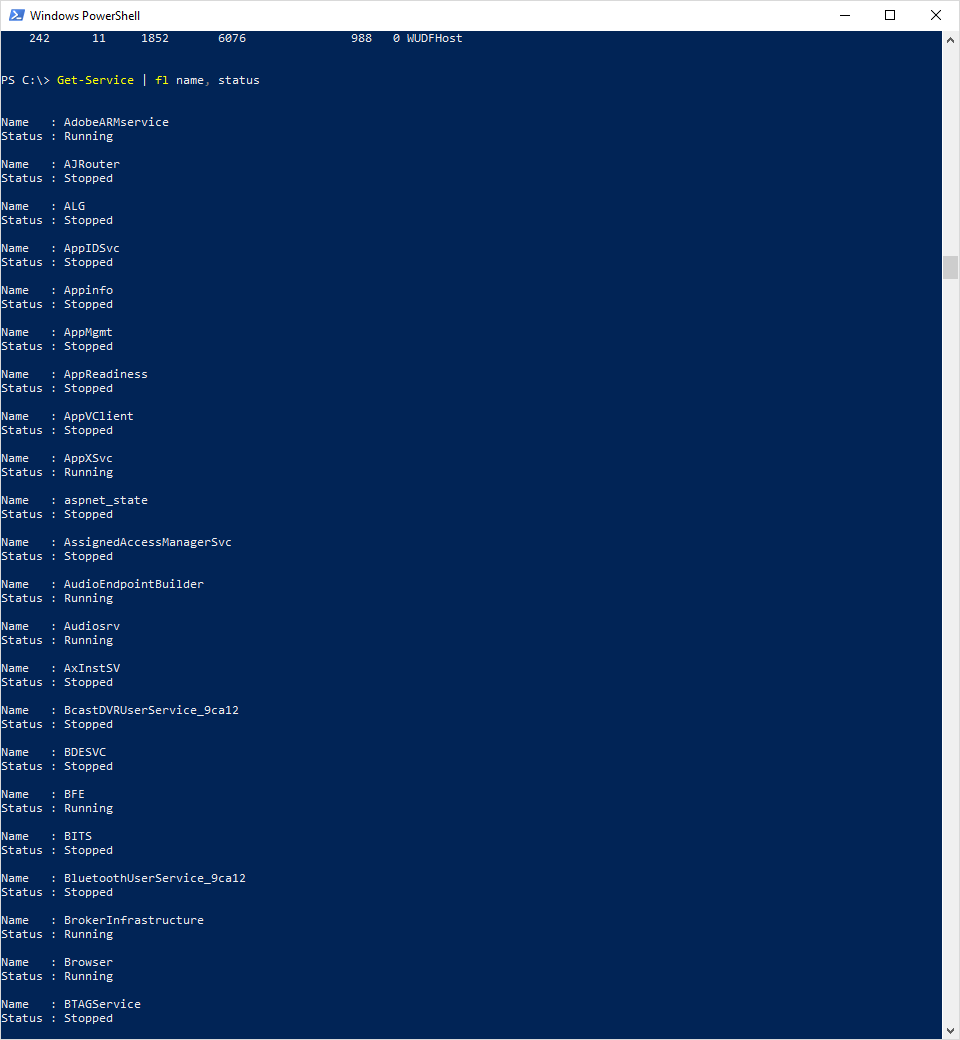 Windows PowerShell
242 11 1852 6076 988 0 WUDFHost
PS C:\> Get-Service | fl name, status
Name : AdobeARMservice
Status : Running
Name : AJRouter
Status : Stopped
Name : ALG
Status : Stopped
Name : AppIDSvc
Status : Stopped
Name : Appinfo
Status : Stopped
Name : AppMgmt
Status : Stopped
Name : AppReadiness
Status : Stopped
Name : AppVClient
Status : Stopped
Name : AppXSvc
Status : Running
Name : aspnet_state
Status : Stopped
Name : AssignedAccessManagerSvc
Status : Stopped
Name : AudioEndpointBuilder
Status : Running
Name : Audiosrv
Status : Running
Name : AxInstSV
Status : Stopped
Name : BcastDVRUserService_9ca12
Status : Stopped
Name : BDESVC
Status : Stopped
Name : BFE
Status : Running
Name : BITS
Status : Stopped
Name : BluetoothUserService_9ca12
Status : Stopped
Name : BrokerInfrastructure
Status : Running
Name : Browser
Status : Running
Name : BTAGService
Status : Stopped